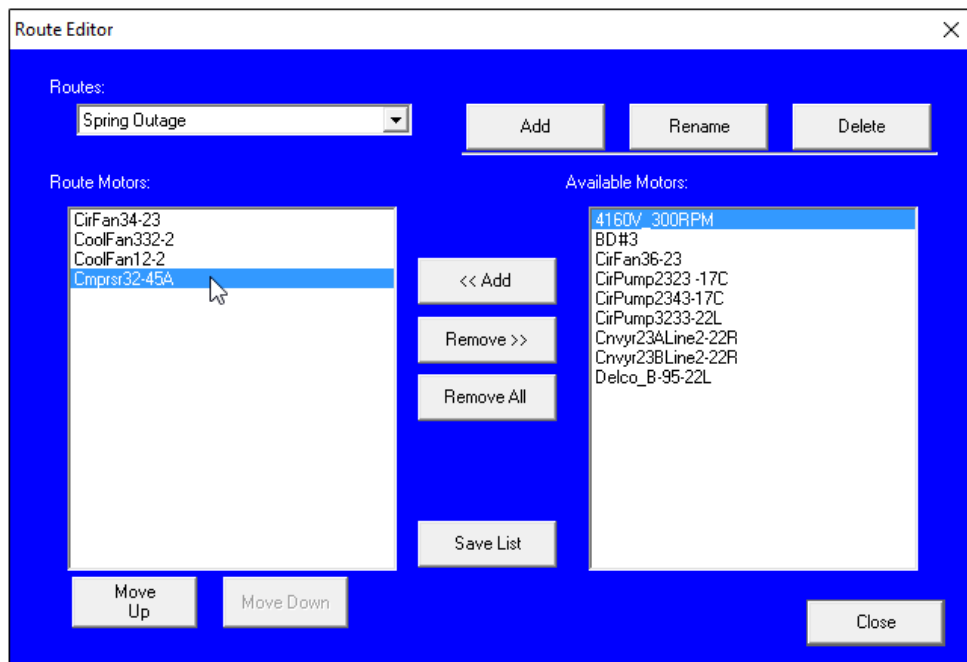 Route Editor
Routes:
Spring Outage
Add
Rename
Delete
Route Motors:
CirFan34-23
CoolFan332-2
CoolFan12-2
Cmprsr32-45A
<< Add
Remove >>
Remove All
Save List
Available Motors:
4160V_300RPM
BD#3
CirFan36-23
CirPump2323 -17C
CirPump2343-17C
CirPump3233-22L
Cnvyr23ALine2-22R
Cnvyr23BLine2-22R
Delco_B-95-22L
Move
Up
Move Down
Close